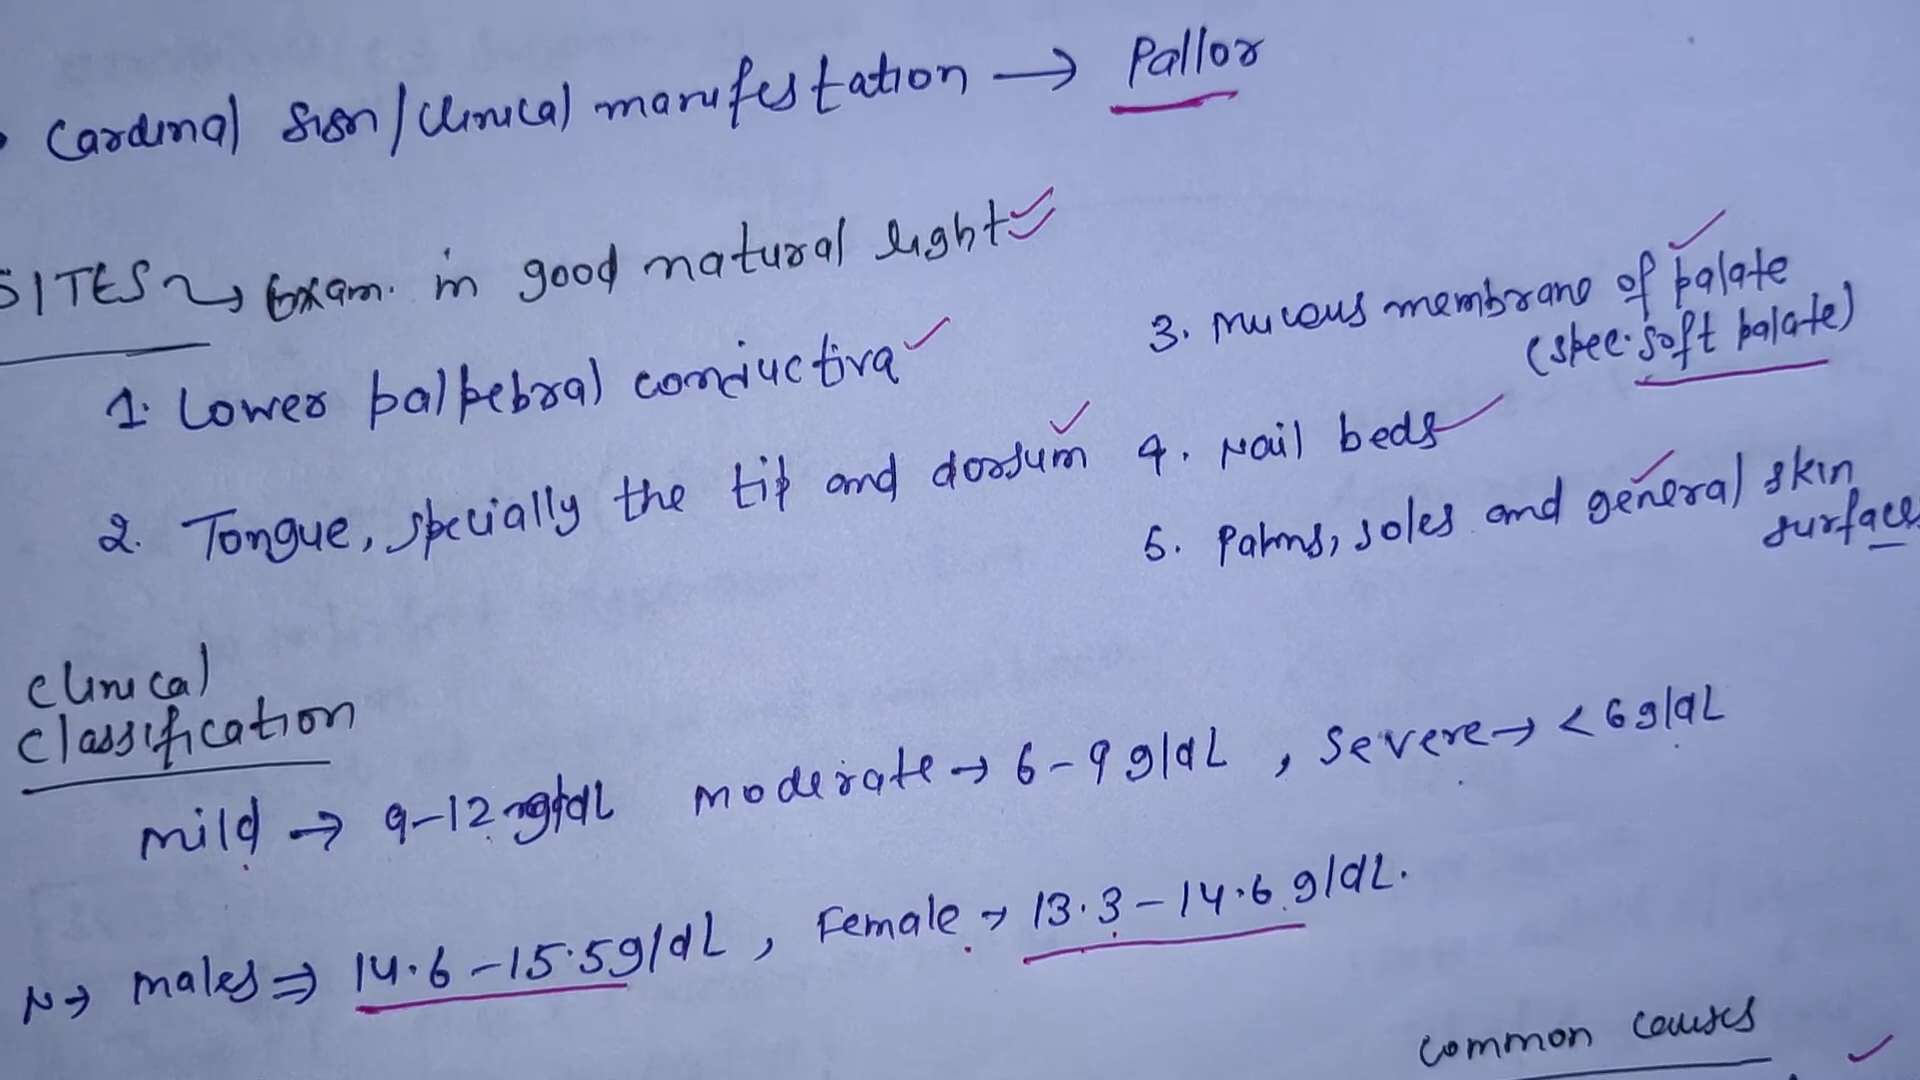 Cardinal sign/clinical manifestation → Pallor
SITES → Exam. in good natural light
1. Lower palpebral conjuctiva
2. Tongue, specially the tip and dorsum
3. Mucous membrane of palate
(spec. soft palate)
4. Nail beds
5. Palms, soles and general skin
surface
Clinical
Classification
mild → 9-12 g/dL moderate → 6-9 g/dL, Severe → <6 g/dL
N → males ⇒ 14.6-15.5 g/dL, Female → 13.3-14.6 g/dL.
common causes